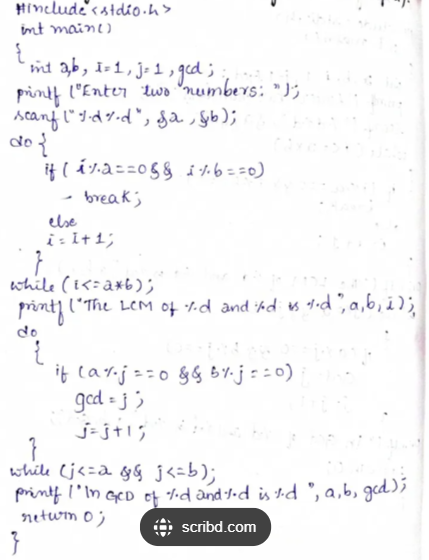 #include <stdio.h>
int main()
{
int a,b, i=1, j=1, gcd;
printf ("Enter two numbers: ");
scanf ("%d%d", &a, &b);
do {
if ( i%a==0 && i%b==0)
break;
else
i = i+1;
}
while (i<=a*b);
printf ("The LCM of %d and %d is %d", a, b, i);
do
{
if (a%j==0 && b%j==0)
gcd = j;
j=j+1;
}
while (j<=a && j<=b);
printf ("\n GCD of %d and %d is %d ", a, b, gcd);
return 0;
}
scribd.com